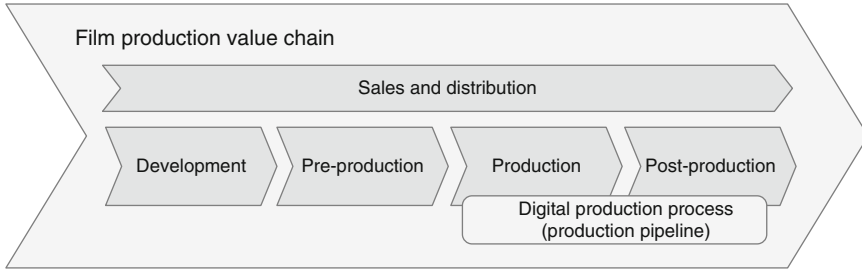 Film production value chain
Sales and distribution
Development
Pre-production
Production
Post-production
Digital production process
(production pipeline)